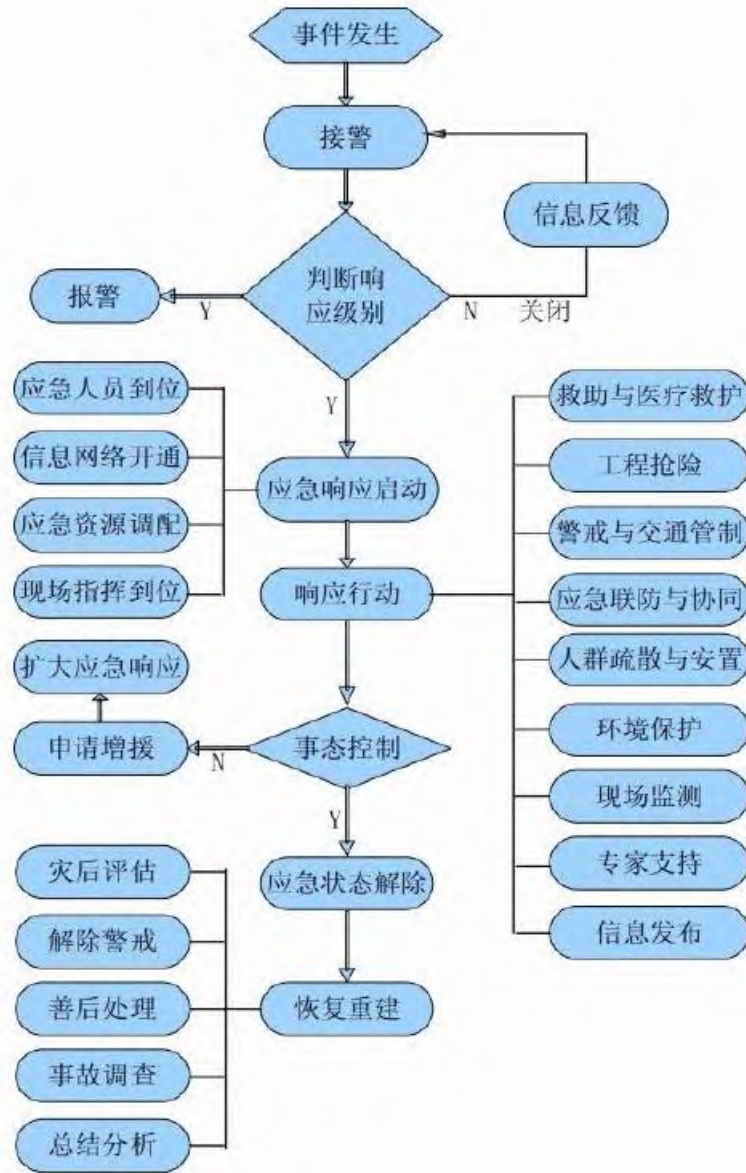 事件发生
接警
信息反馈
判断响
应级别
报警
Y
N
关闭
Y
应急人员到位
信息网络开通
应急资源调配
现场指挥到位
应急响应启动
响应行动
救助与医疗救护
工程抢险
警戒与交通管制
应急联防与协同
人群疏散与安置
环境保护
现场监测
专家支持
信息发布
扩大应急响应
申请增援
N
事态控制
Y
应急状态解除
恢复重建
灾后评估
解除警戒
善后处理
事故调查
总结分析